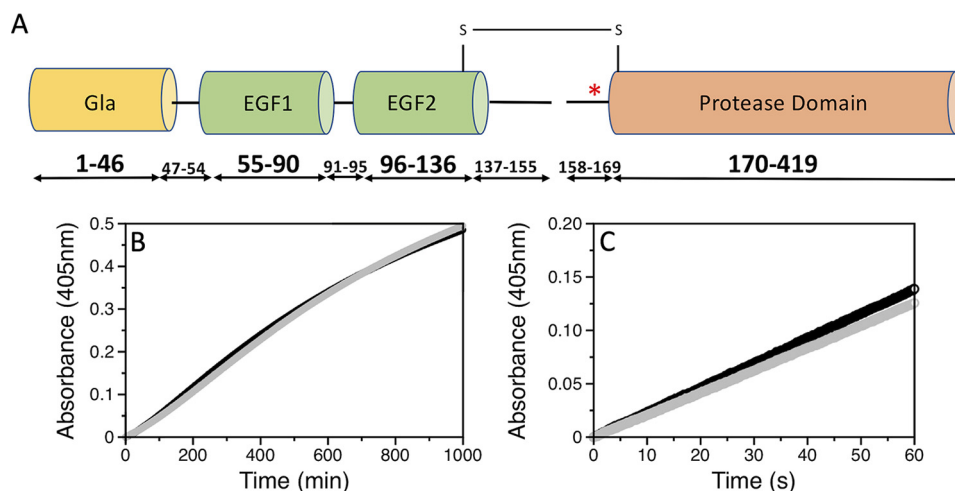 A
S S
Gla EGF1 EGF2 * Protease Domain
1-46 47-54 55-90 91-95 96-136 137-155 158-169 170-419
B
Absorbance (405nm)
0.5
0.4
0.3
0.2
0.1
0
0 200 400 600 800 1000
Time (min)
C
Absorbance (405nm)
0.20
0.15
0.10
0.05
0
0 10 20 30 40 50 60
Time (s)